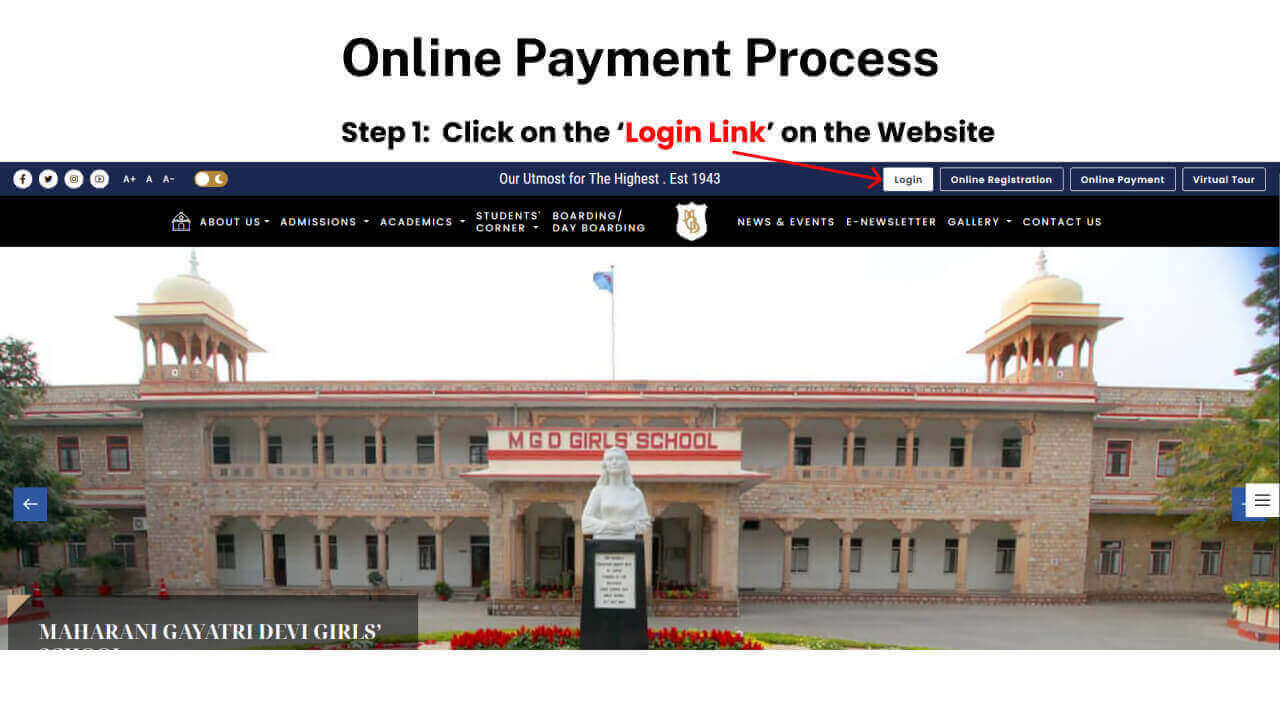 Online Payment Process
Step 1: Click on the ‘Login Link’ on the Website
A+ A A- Our Utmost for The Highest . Est 1943 Login Online Registration Online Payment Virtual Tour
ABOUT US ADMISSIONS ACADEMICS STUDENTS' CORNER BOARDING/ DAY BOARDING NEWS & EVENTS E-NEWSLETTER GALLERY CONTACT US
M G D GIRLS' SCHOOL
MAHARANI GAYATRI DEVI GIRLS’
SCHOOL